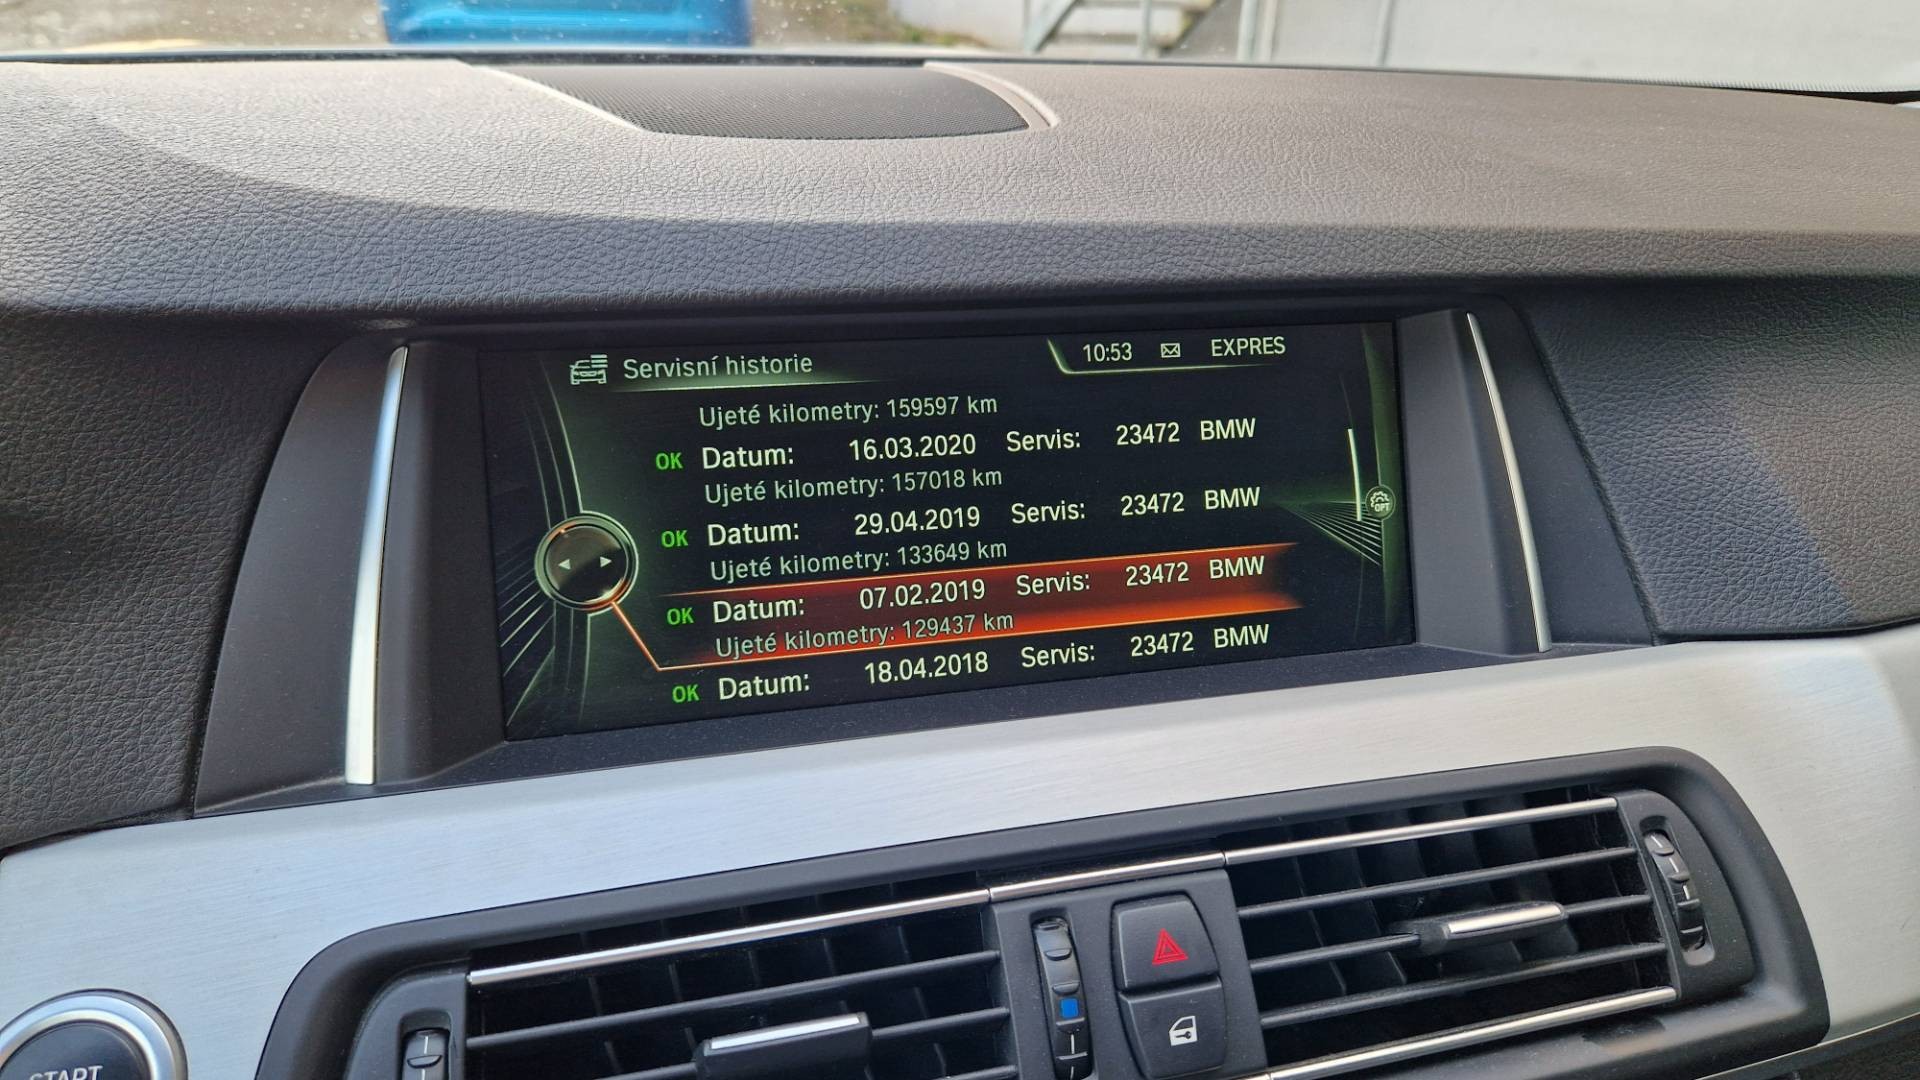 Servisní historie
10:53 EXPRES
Ujeté kilometry: 159597 km
OK Datum: 16.03.2020 Servis: 23472 BMW
Ujeté kilometry: 157018 km
OK Datum: 29.04.2019 Servis: 23472 BMW
Ujeté kilometry: 133649 km
OK Datum: 07.02.2019 Servis: 23472 BMW
Ujeté kilometry: 129437 km
OK Datum: 18.04.2018 Servis: 23472 BMW
OPT
START